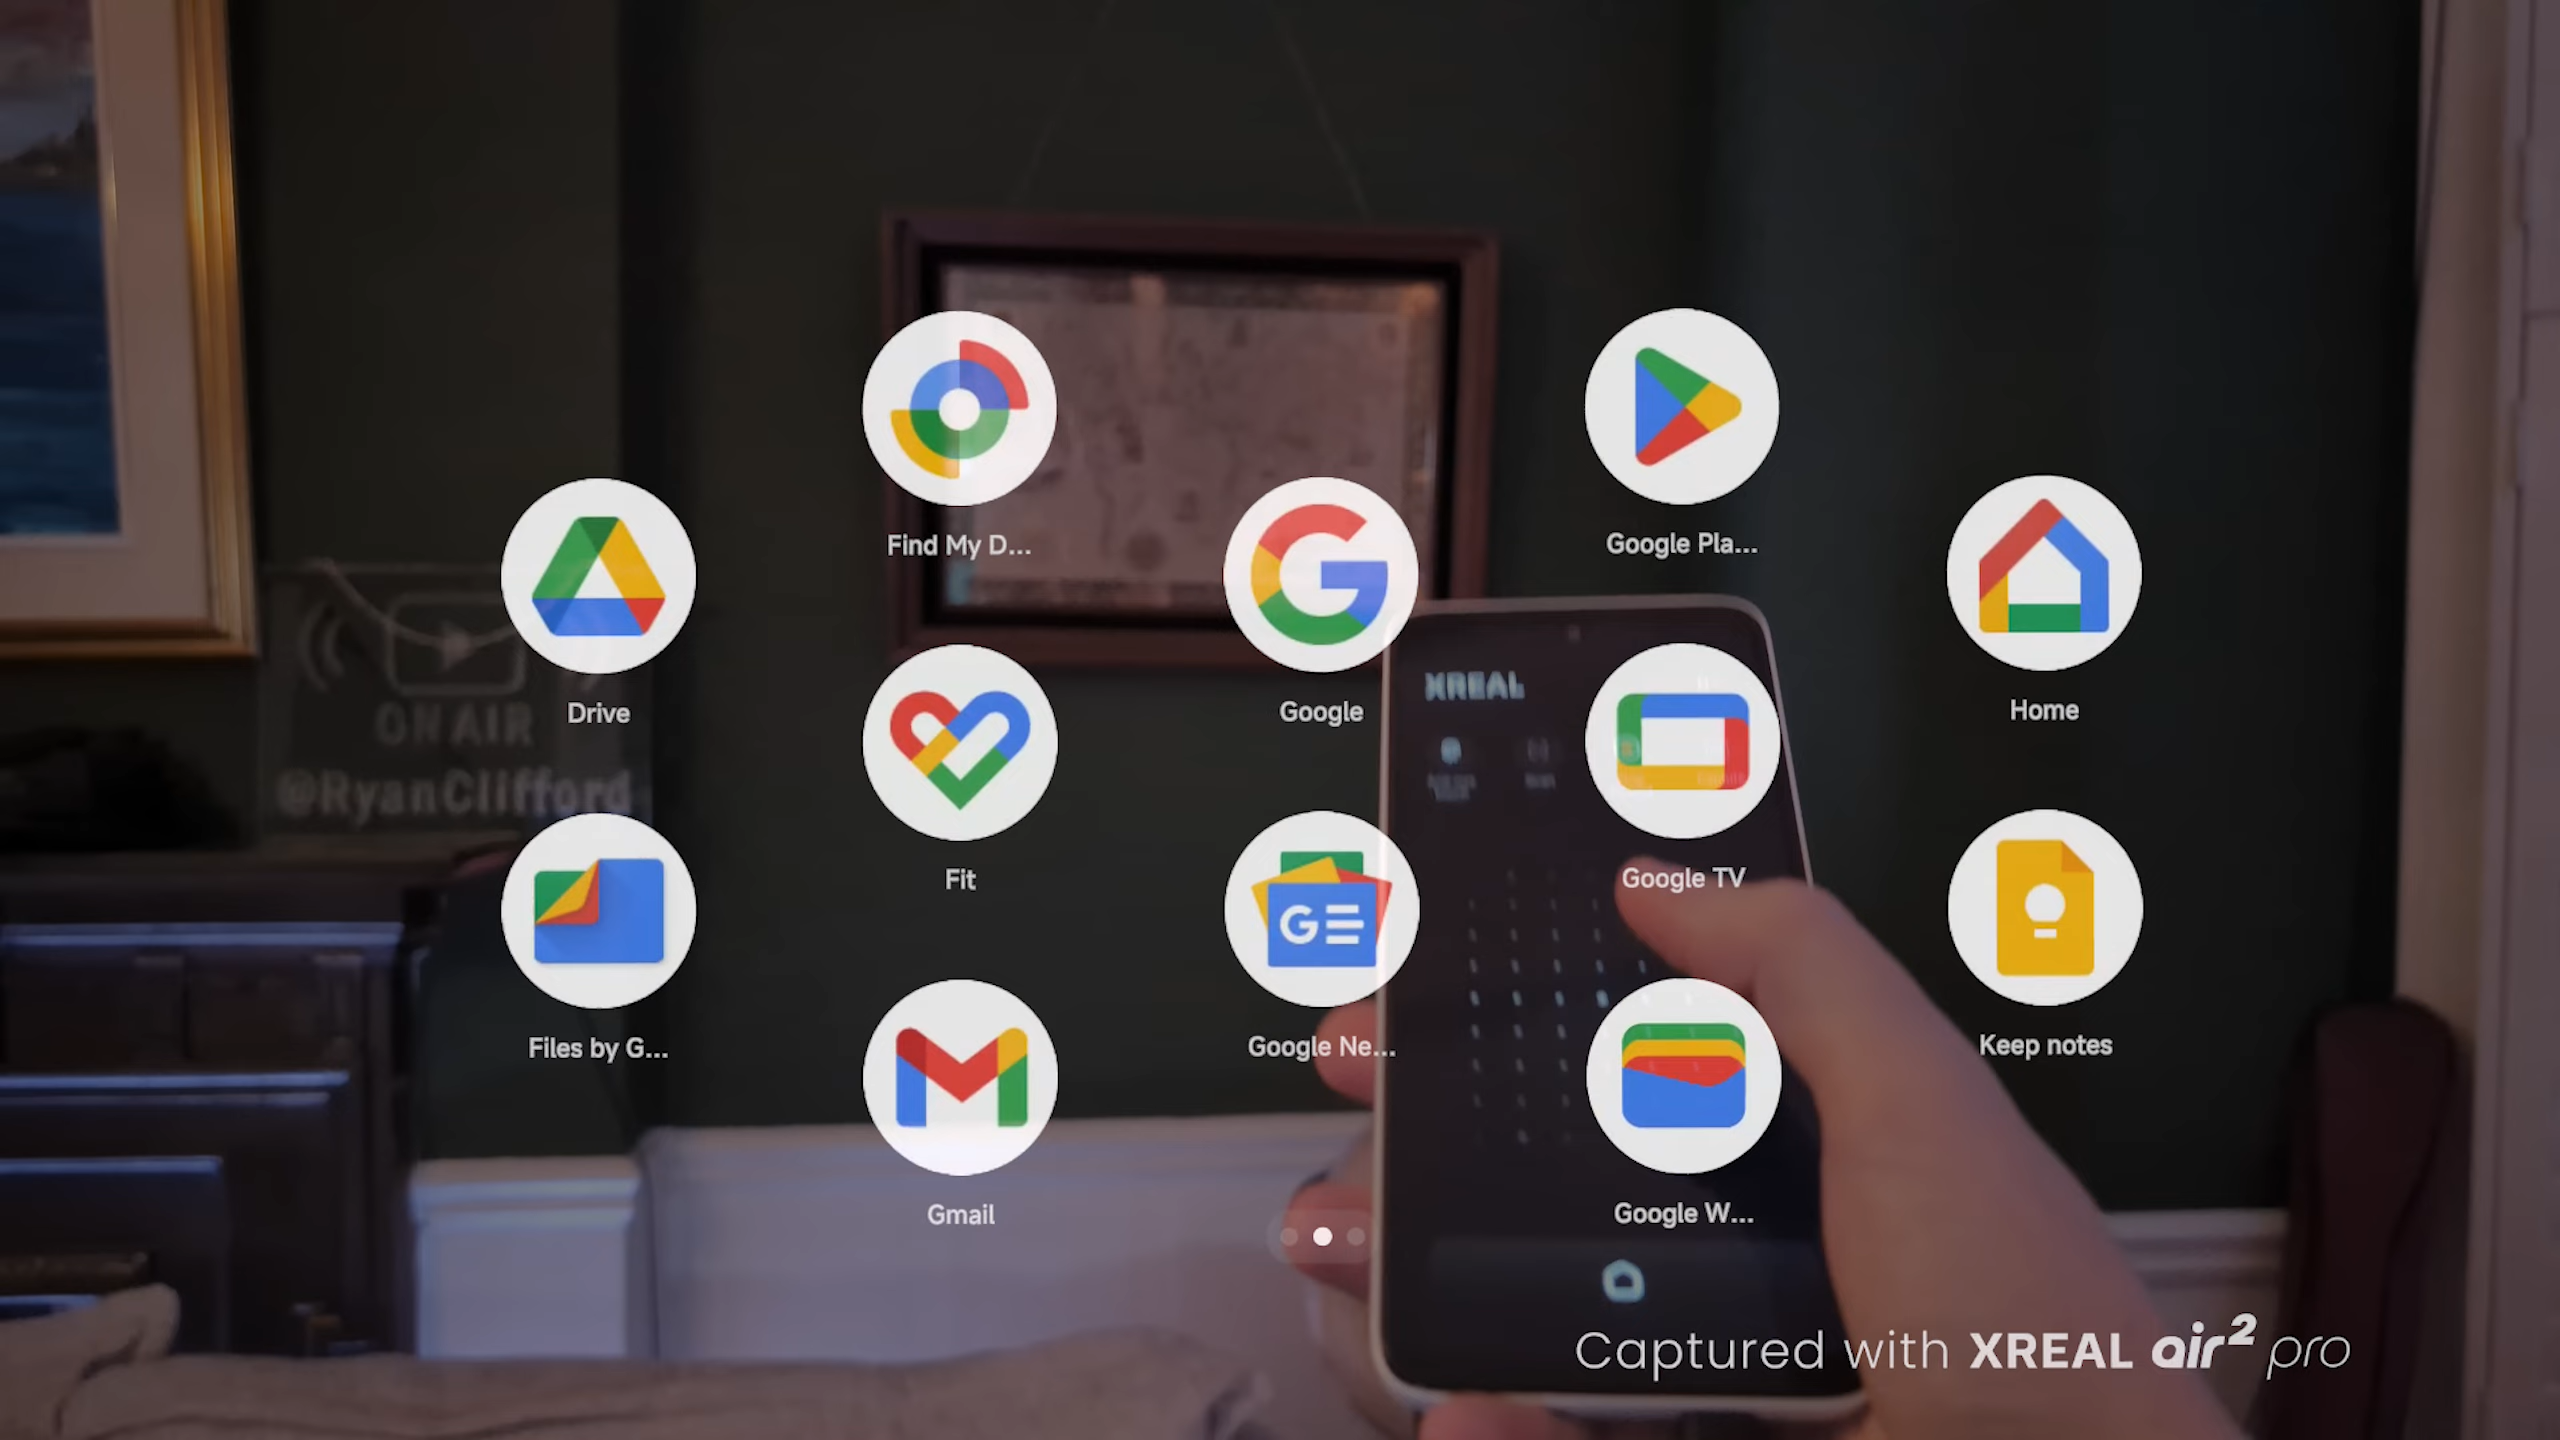 Find My D...
Google Pla...
Drive
Google
Home
XREAL
ON AIR
@RyanClifford
Fit
Google TV
Files by G...
GE
Google Ne...
Keep notes
Gmail
Google W...
Captured with XREAL air² pro